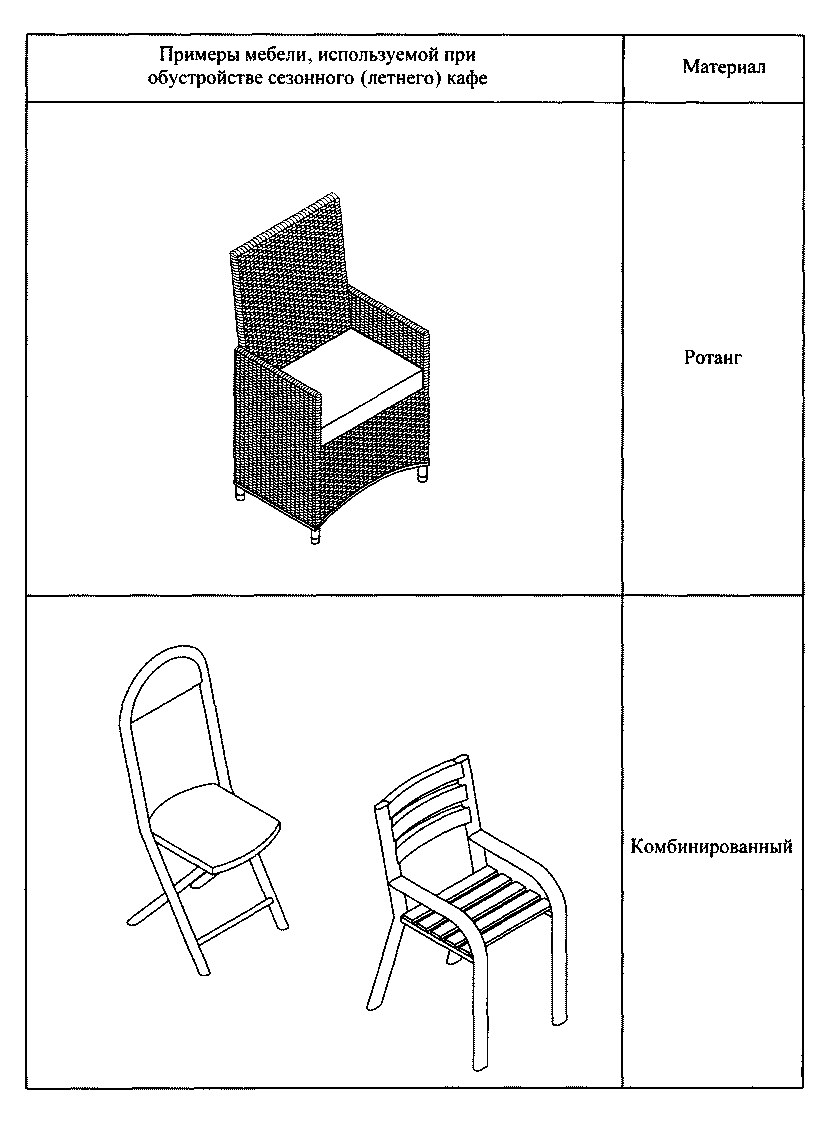 Примеры мебели, используемой при
обустройстве сезонного (летнего) кафе
Материал
Ротанг
Комбинированный